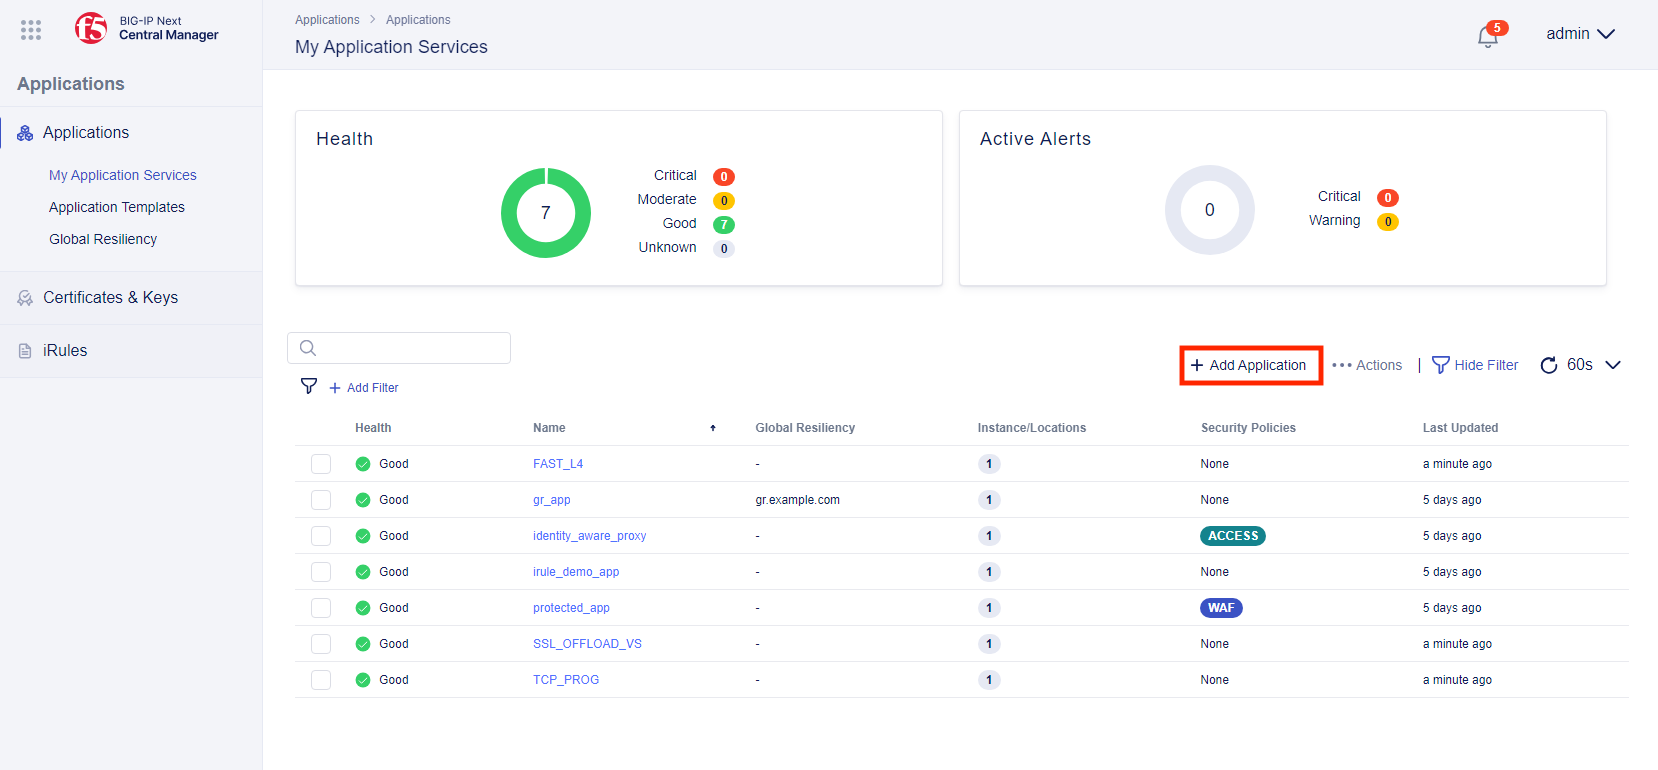 f5
BIG-IP Next
Central Manager
Applications > Applications
My Application Services
5
admin
Applications
Applications
My Application Services
Application Templates
Global Resiliency
Certificates & Keys
iRules
Health
7
Critical 0
Moderate 0
Good 7
Unknown 0
Active Alerts
0
Critical 0
Warning 0
+ Add Application
••• Actions
|
Hide Filter
60s
+ Add Filter
Health Name Global Resiliency Instance/Locations Security Policies Last Updated
Good FAST_L4 - 1 None a minute ago
Good gr_app gr.example.com 1 None 5 days ago
Good identity_aware_proxy - 1 ACCESS 5 days ago
Good irule_demo_app - 1 None 5 days ago
Good protected_app - 1 WAF 5 days ago
Good SSL_OFFLOAD_VS - 1 None a minute ago
Good TCP_PROG - 1 None a minute ago